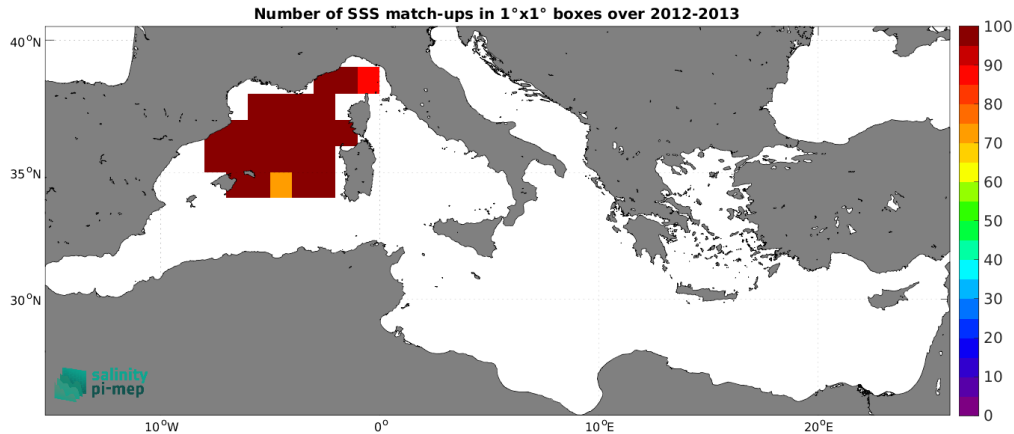 Number of SSS match-ups in 1°x1° boxes over 2012-2013
40°N
35°N
30°N
10°W
0°
10°E
20°E
100
90
80
70
60
50
40
30
20
10
0
salinity
pi-mep